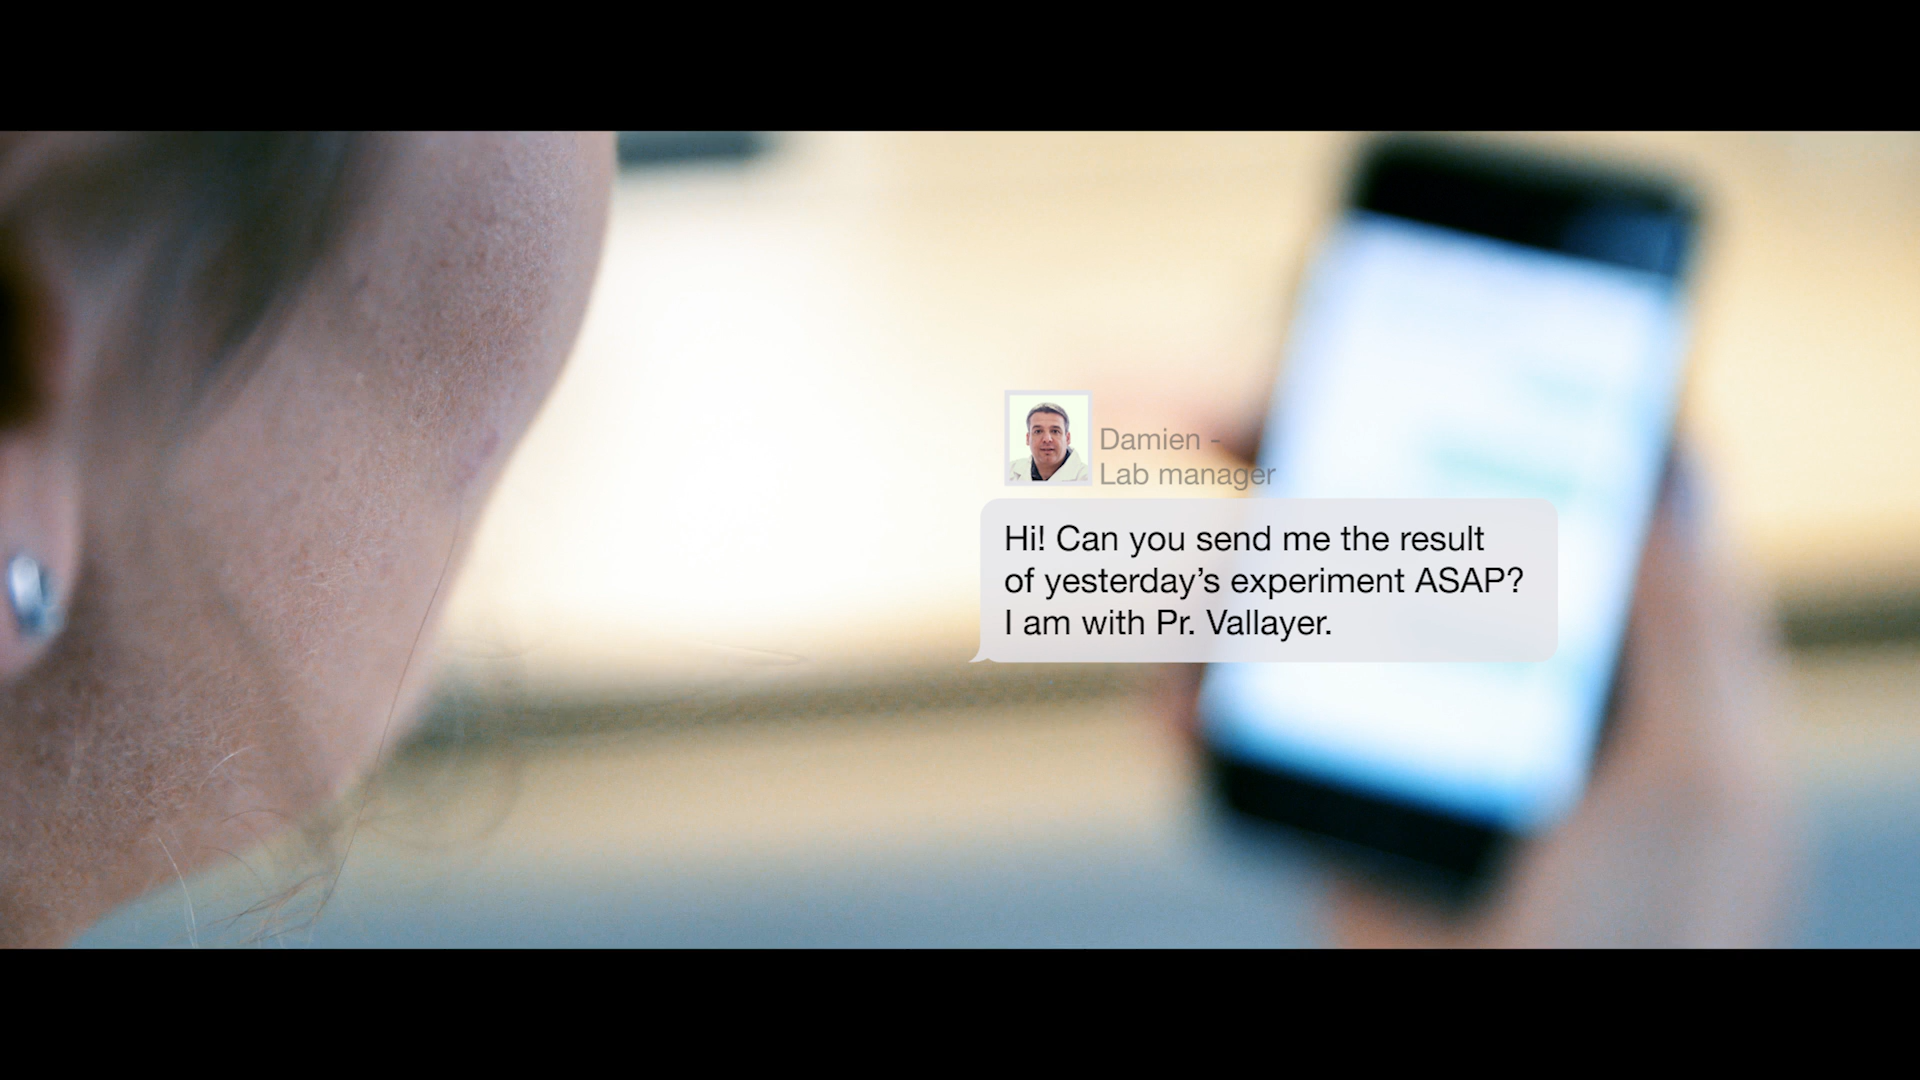 Damien -
Lab manager
Hi! Can you send me the result
of yesterday’s experiment ASAP?
I am with Pr. Vallayer.